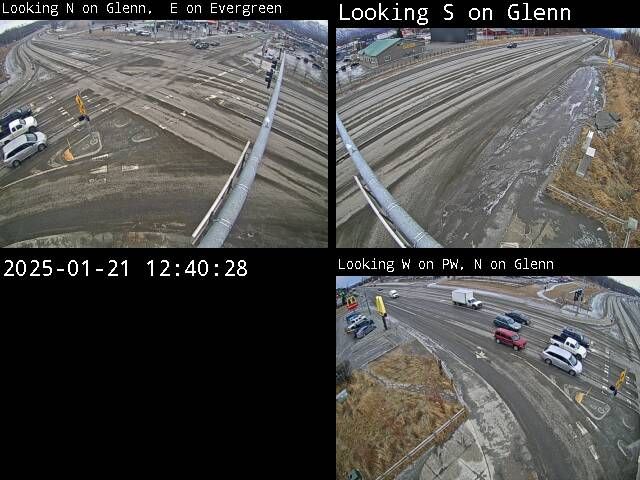 Looking N on Glenn,  E on Evergreen
Looking S on Glenn
2025-01-21 12:40:28
Looking W on PW, N on Glenn